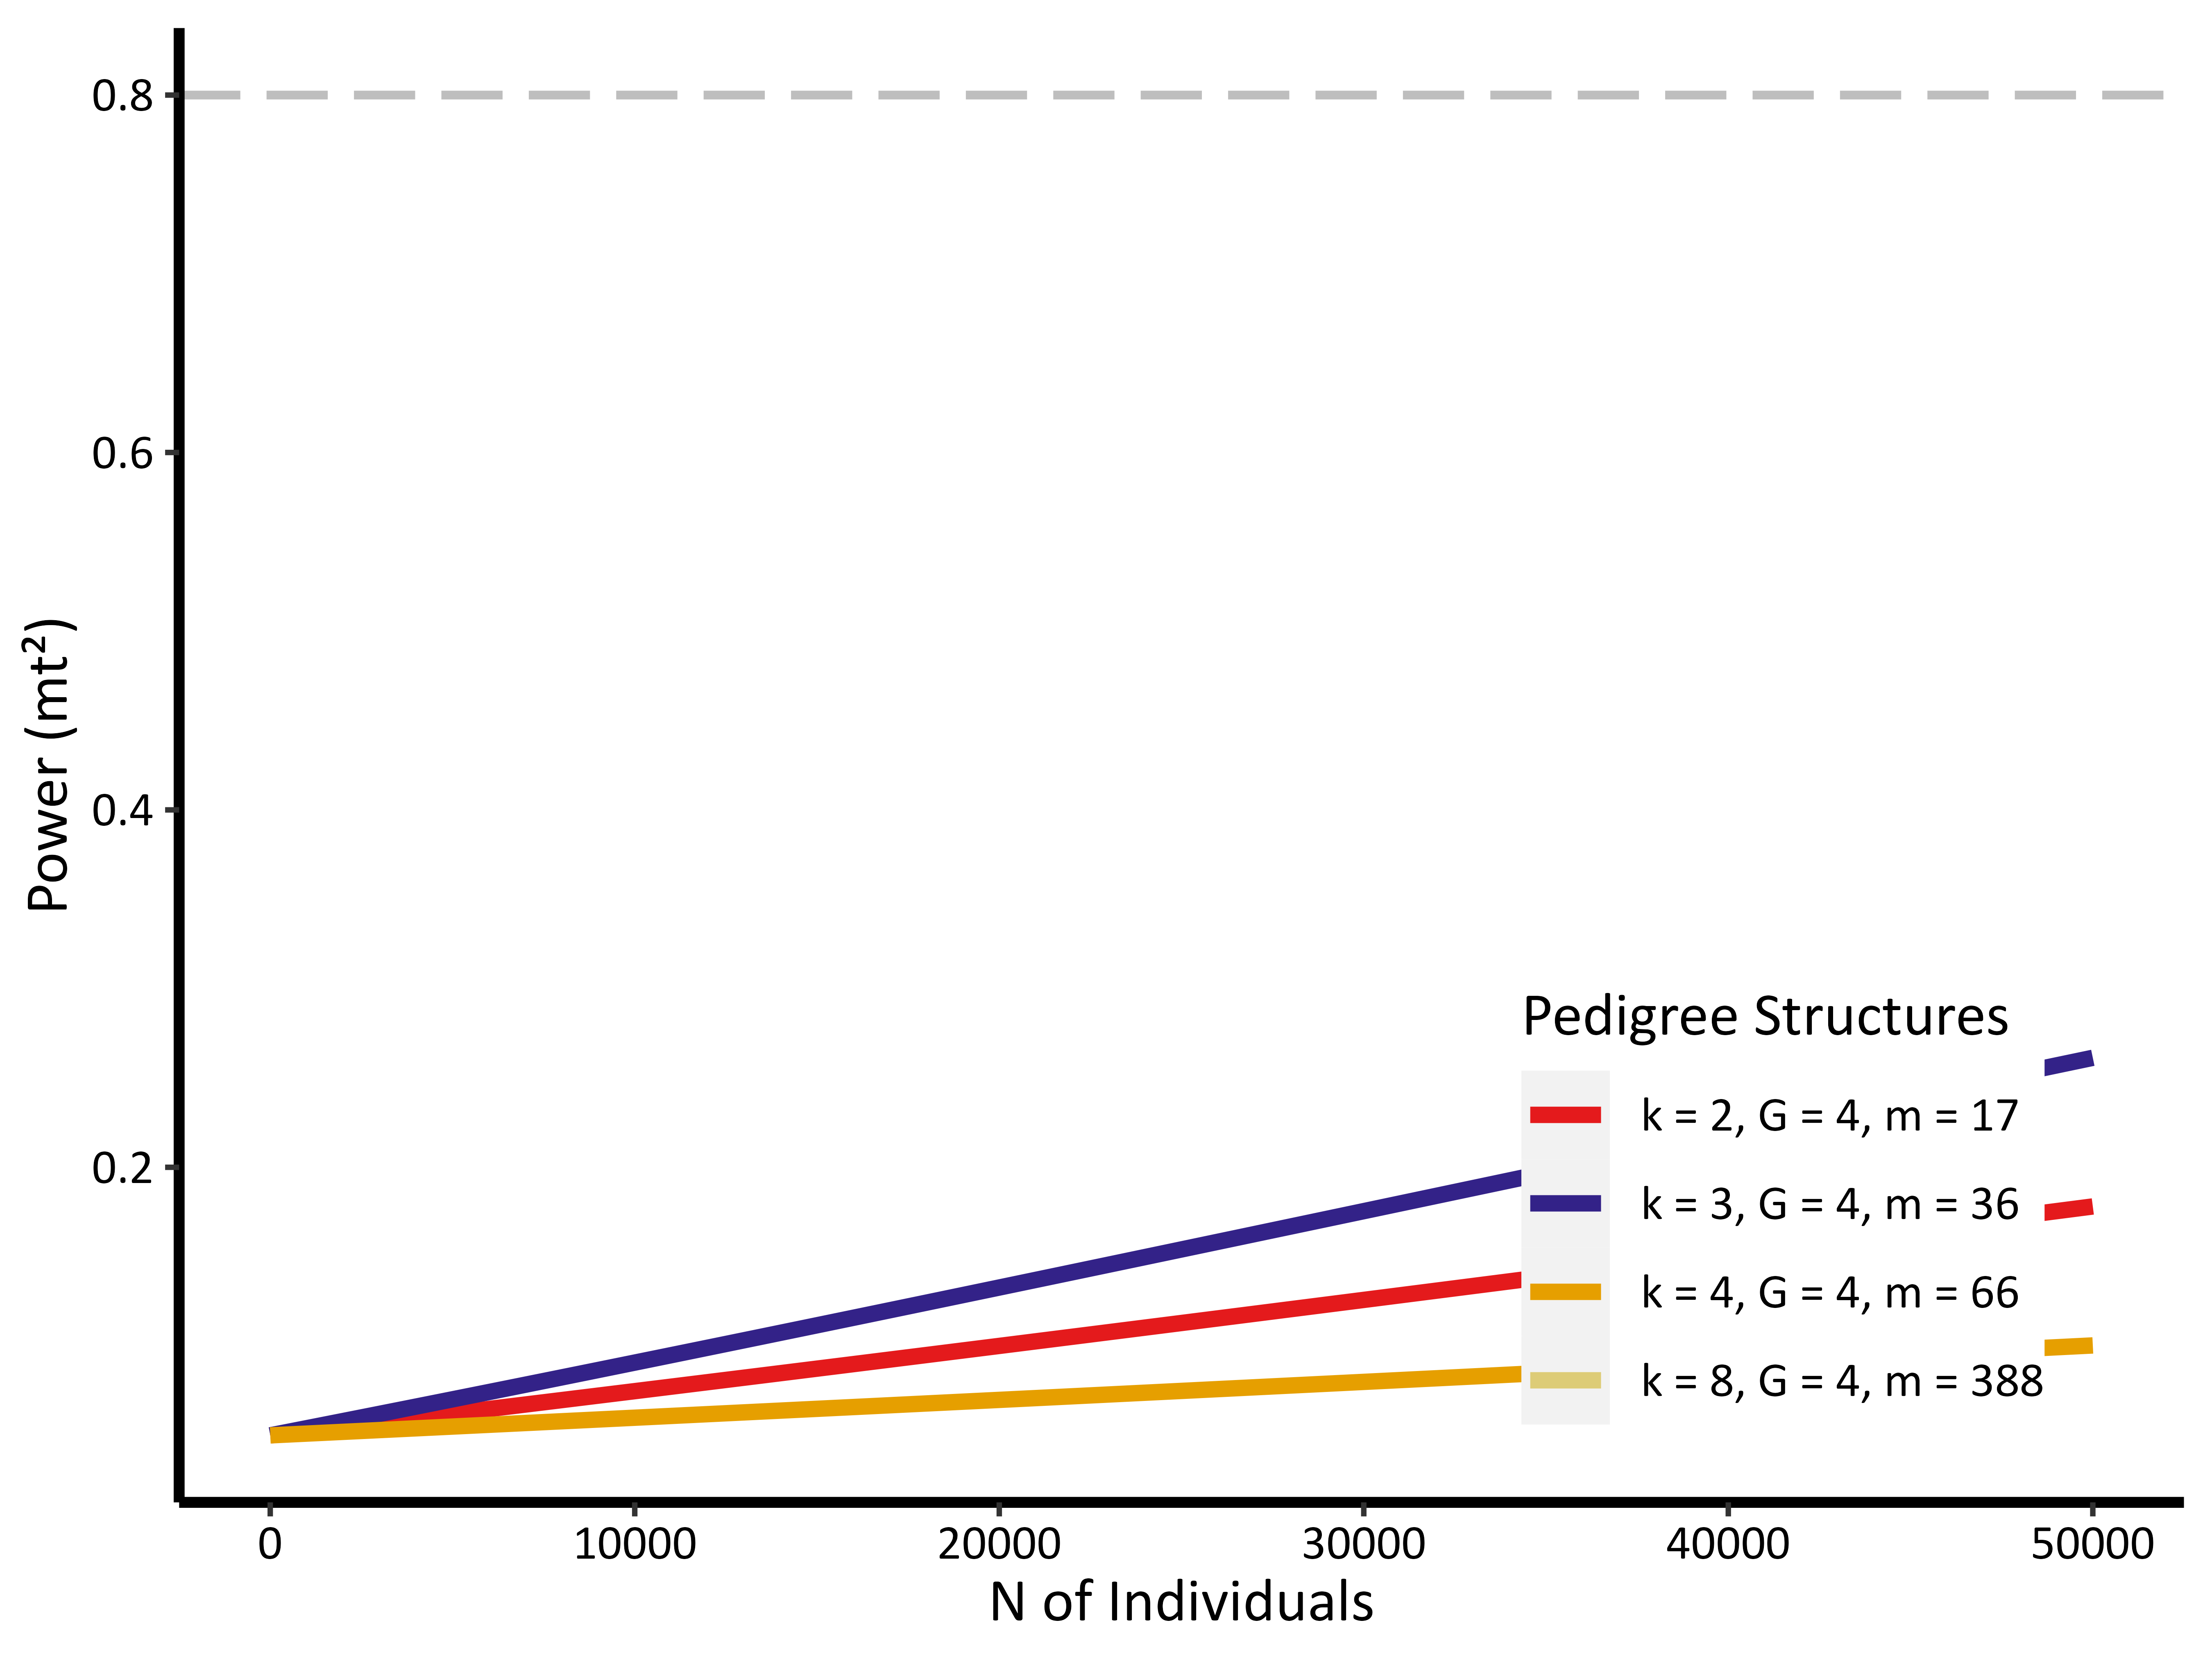 Power (mt²)
0.8
0.6
0.4
0.2
Pedigree Structures
k = 2, G = 4, m = 17
k = 3, G = 4, m = 36
k = 4, G = 4, m = 66
k = 8, G = 4, m = 388
0 10000 20000 30000 40000 50000
N of Individuals